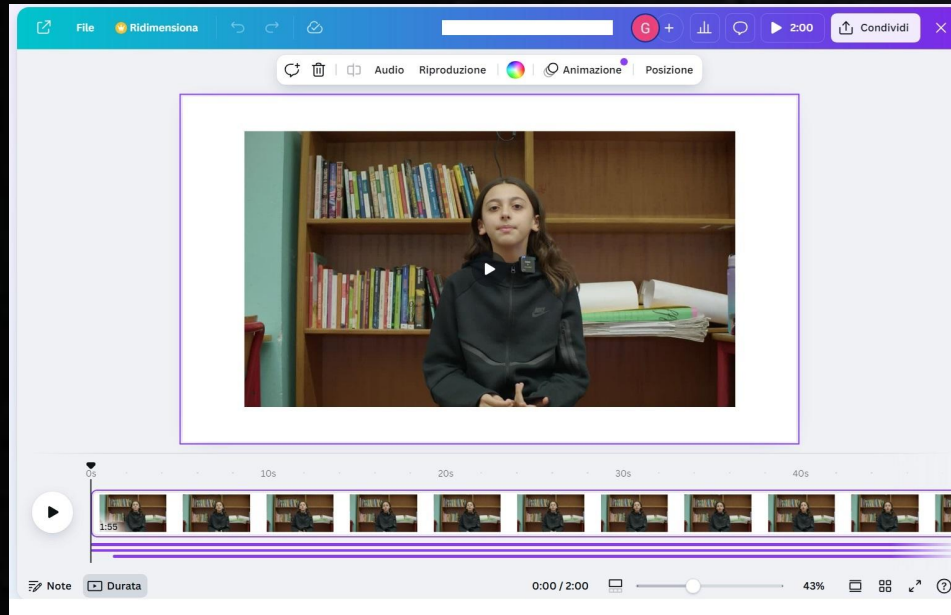 File Ridimensiona G + 2:00 Condividi
Audio Riproduzione Animazione Posizione
0s 10s 20s 30s 40s
1:55
Note Durata 0:00 / 2:00 43% ?